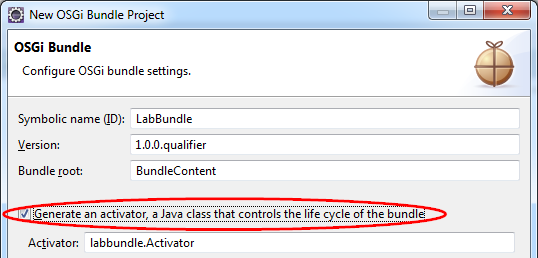 New OSGi Bundle Project
OSGi Bundle
Configure OSGi bundle settings.
Symbolic name (ID): LabBundle
Version: 1.0.0.qualifier
Bundle root: BundleContent
Generate an activator, a Java class that controls the life cycle of the bundle
Activator: labbundle.Activator